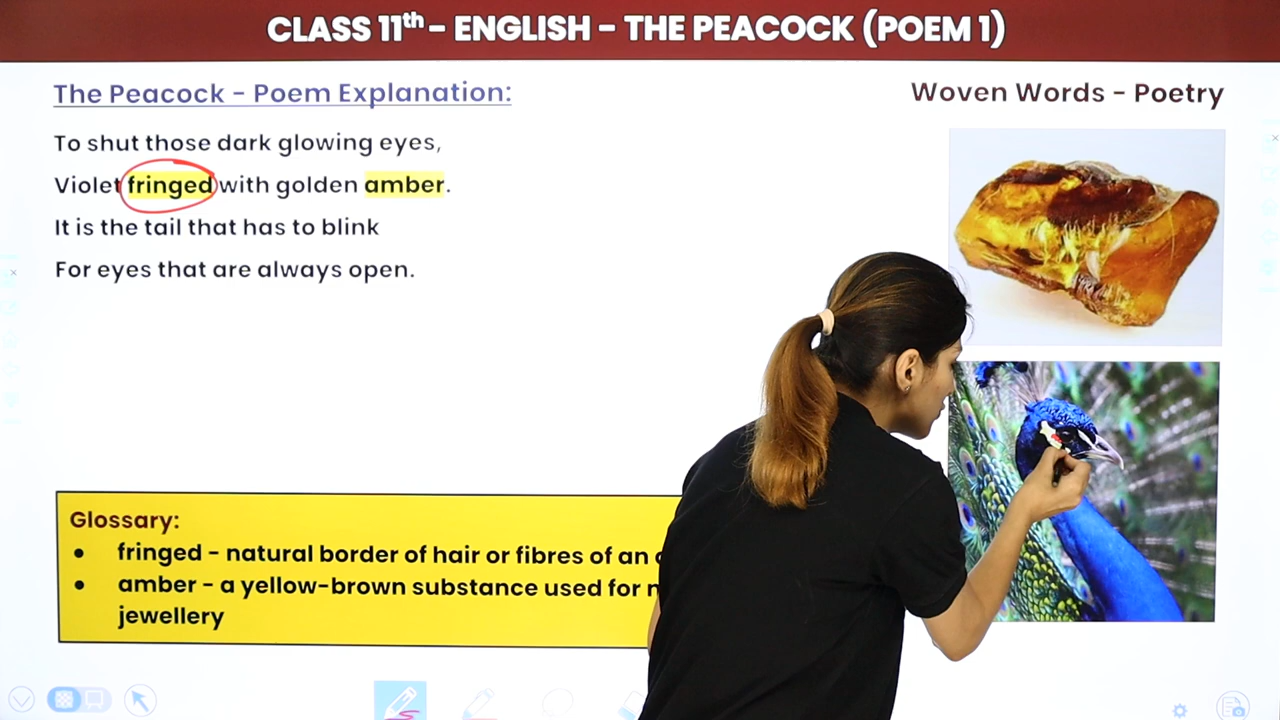 CLASS 11th - ENGLISH - THE PEACOCK (POEM 1)
The Peacock - Poem Explanation:
Woven Words - Poetry
To shut those dark glowing eyes,
Violet fringed with golden amber.
It is the tail that has to blink
For eyes that are always open.
Glossary:
• fringed - natural border of hair or fibres of an
• amber - a yellow-brown substance used for
jewellery